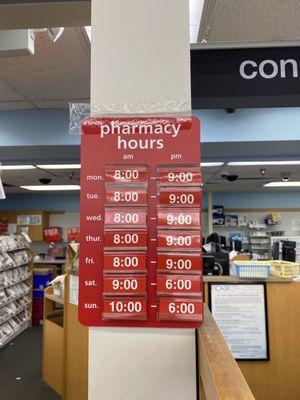 con
pharmacy
hours
am pm
mon. 8:00 - 9:00
tue. 8:00 - 9:00
wed. 8:00 - 9:00
thur. 8:00 - 9:00
fri. 8:00 - 9:00
sat. 9:00 - 6:00
sun. 10:00 - 6:00